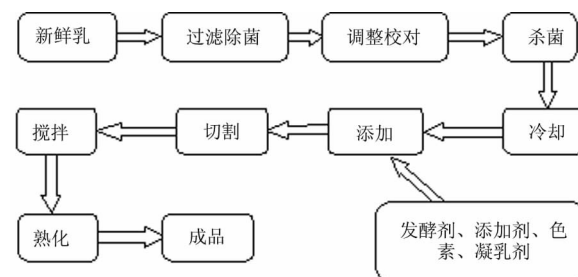 新鲜乳
过滤除菌
调整校对
杀菌
冷却
添加
切割
搅拌
发酵剂、添加剂、色
素、凝乳剂
熟化
成品